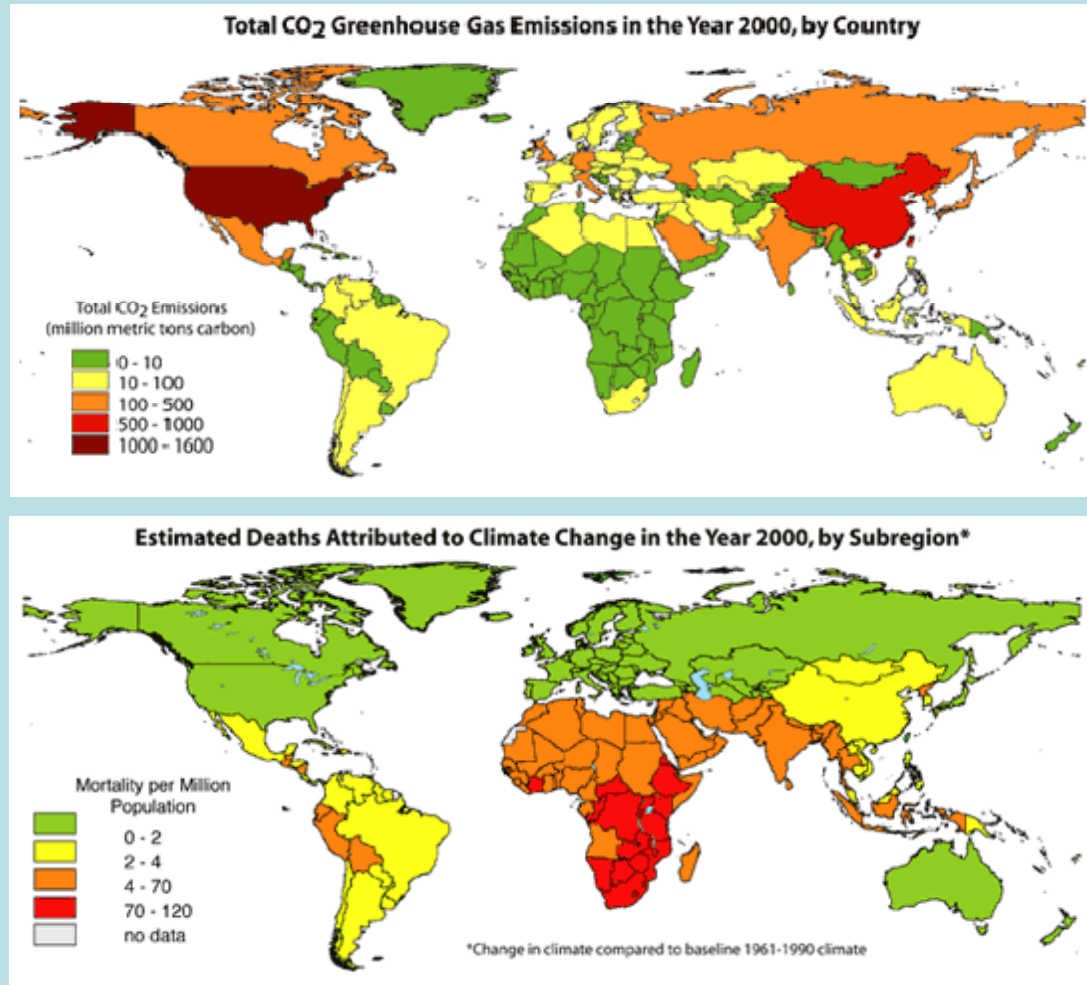 Total CO2 Greenhouse Gas Emissions in the Year 2000, by Country
Total CO2 Emissions
(million metric tons carbon)
0 - 10
10 - 100
100 - 500
500 - 1000
1000 - 1600
Estimated Deaths Attributed to Climate Change in the Year 2000, by Subregion*
Mortality per Million
Population
0 - 2
2 - 4
4 - 70
70 - 120
no data
*Change in climate compared to baseline 1961-1990 climate